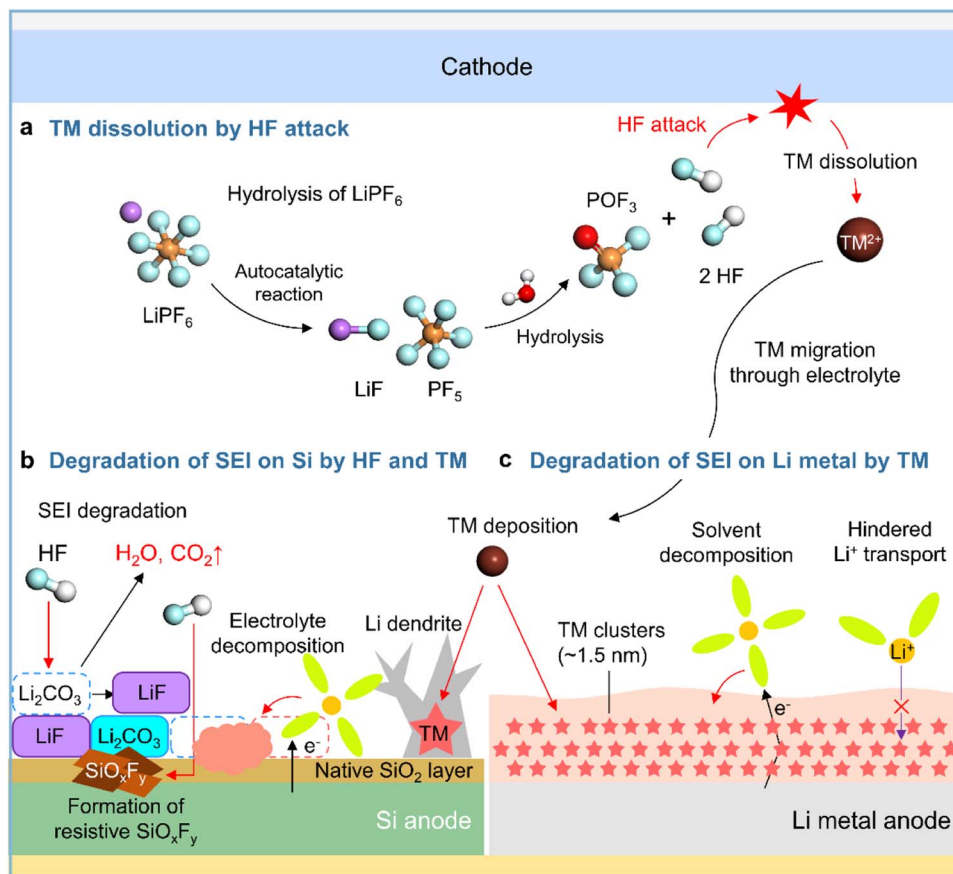 Cathode
a TM dissolution by HF attack
HF attack
TM dissolution
Hydrolysis of LiPF₆
POF₃
+
TM²⁺
2 HF
Autocatalytic
reaction
LiPF₆
Hydrolysis
LiF
PF₅
TM migration
through electrolyte
b Degradation of SEI on Si by HF and TM
SEI degradation
HF
H₂O, CO₂↑
Electrolyte
decomposition
Li dendrite
Li₂CO₃
LiF
LiF
Li₂CO₃
e⁻
TM
SiOₓFᵧ
Native SiO₂ layer
Formation of
resistive SiOₓFᵧ
Si anode
c Degradation of SEI on Li metal by TM
TM deposition
Solvent
decomposition
Hindered
Li⁺ transport
TM clusters
(~1.5 nm)
Li⁺
e⁻
Li metal anode